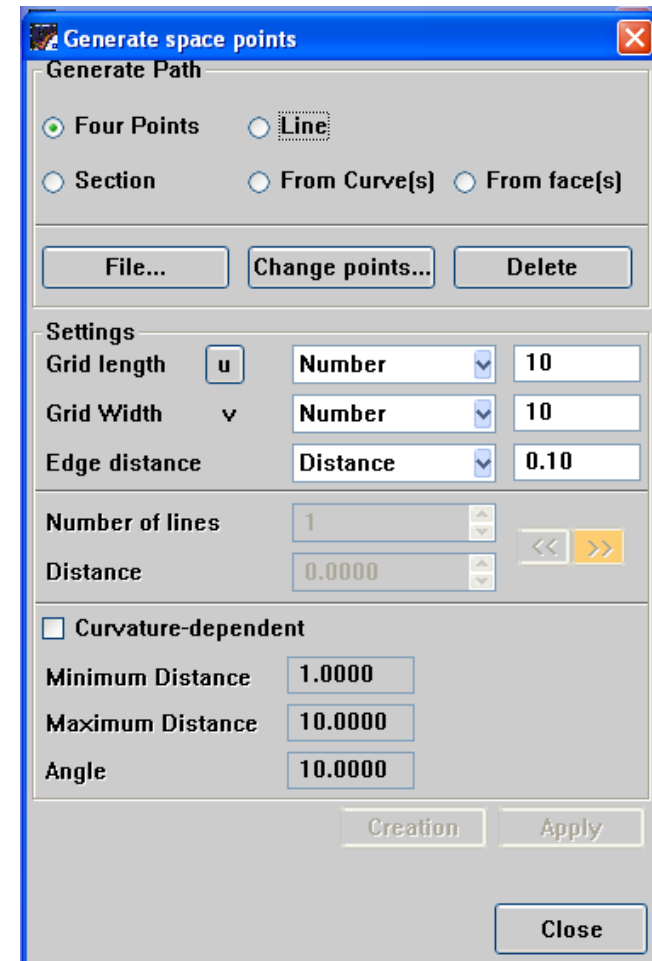 Generate space points
Generate Path
Four Points Line
Section From Curve(s) From face(s)
File... Change points... Delete
Settings
Grid length u Number 10
Grid Width v Number 10
Edge distance Distance 0.10
Number of lines 1
<< >>
Distance 0.0000
Curvature-dependent
Minimum Distance 1.0000
Maximum Distance 10.0000
Angle 10.0000
Creation Apply
Close